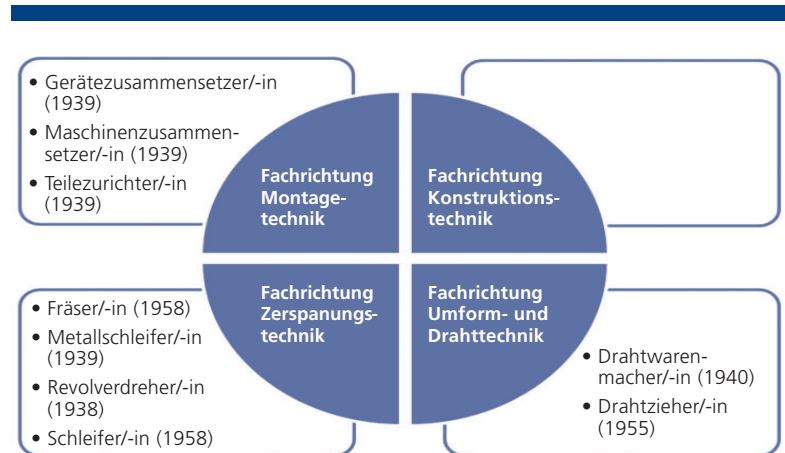 • Gerätezusammensetzer/-in
(1939)
• Maschinenzusammen-
setzer/-in (1939)
• Teilezurichter/-in
(1939)
Fachrichtung
Montage-
technik
Fachrichtung
Konstruktions-
technik
• Fräser/-in (1958)
• Metallschleifer/-in
(1939)
• Revolverdreher/-in
(1938)
• Schleifer/-in (1958)
Fachrichtung
Zerspanungs-
technik
Fachrichtung
Umform- und
Drahttechnik
• Drahtwaren-
macher/-in (1940)
• Drahtzieher/-in
(1955)